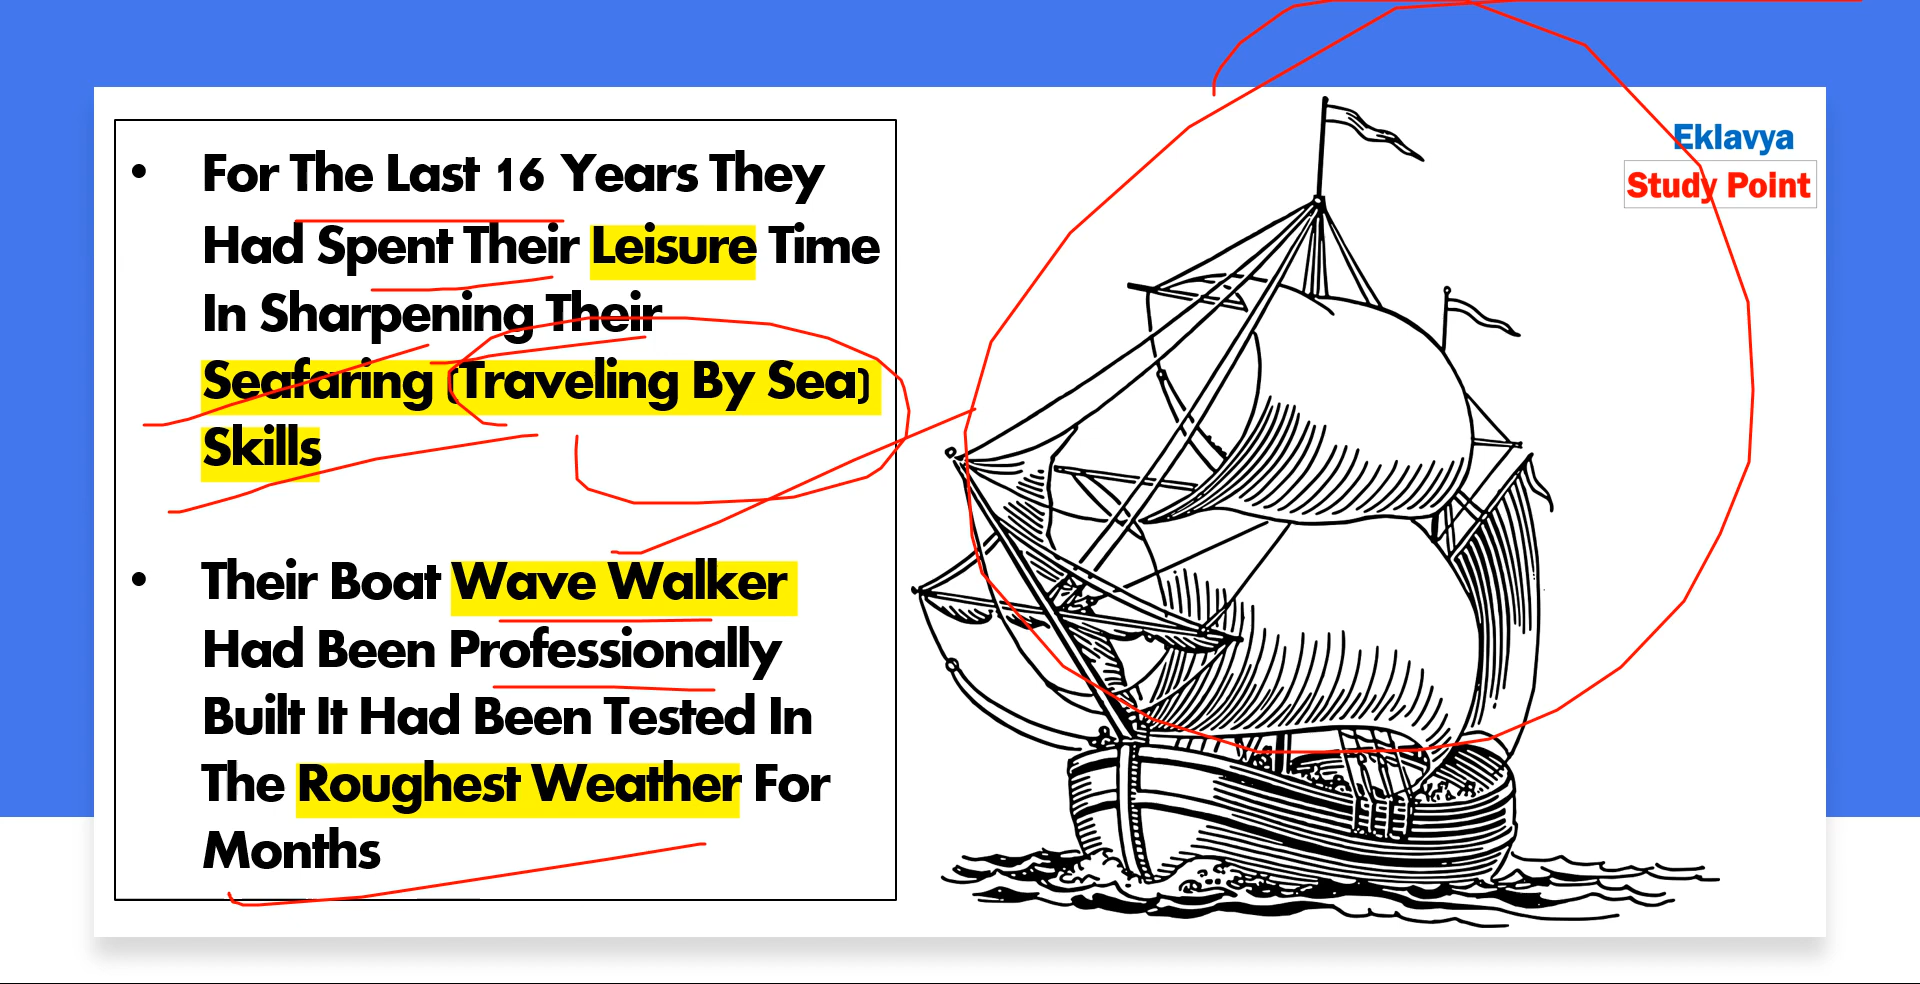 • For The Last 16 Years They
Had Spent Their Leisure Time
In Sharpening Their
Seafaring (Traveling By Sea)
Skills
• Their Boat Wave Walker
Had Been Professionally
Built It Had Been Tested In
The Roughest Weather For
Months
Eklavya
Study Point